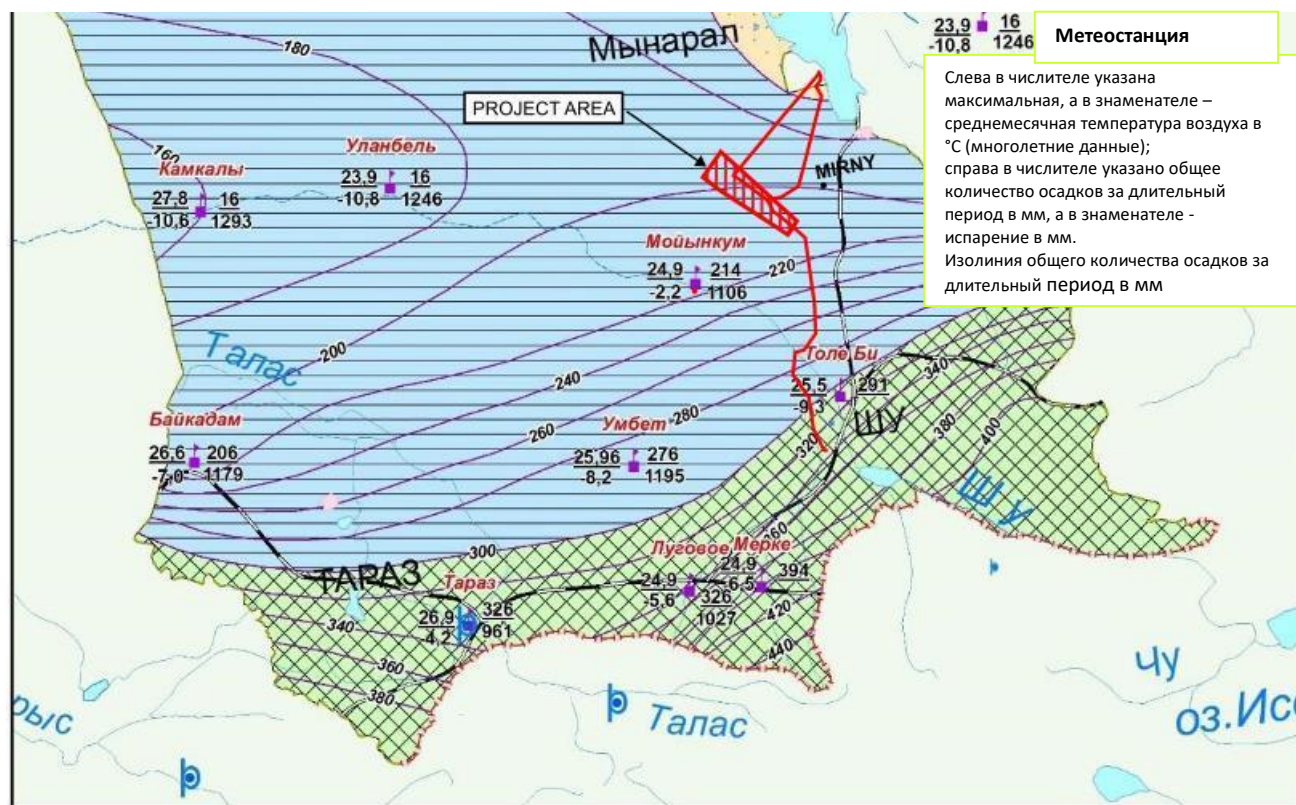 180
Мынарал
23,9 16
-10,8 1246
Метеостанция
Слева в числителе указана
максимальная, а в знаменателе –
среднемесячная температура воздуха в
°С (многолетние данные);
справа в числителе указано общее
количество осадков за длительный
период в мм, а в знаменателе -
испарение в мм.
Изолиния общего количества осадков за
длительный период в мм
PROJECT AREA
160
Камкалы
27,8 16
-10,6 1293
Уланбель
23,9 16
-10,8 1246
MIRNY
Мойынкум
24,9 214
-2,2 1106
220
200
Талас
240
Толе Би
25,5 291
-9,3
340
ШУ
Байкадам
26,6 206
-7,0 1179
260
Умбет
280
25,96 276
-8,2 1195
320
380
400
ШУ
300
360
ТАРАЗ
Тараз
26,9 326
-4,2 961
Луговое
24,9 326
-5,6 1027
Мерке
24,9 394
-6,5
340
360
380
420
440
Талас
Чу
оз.Исс
рыс